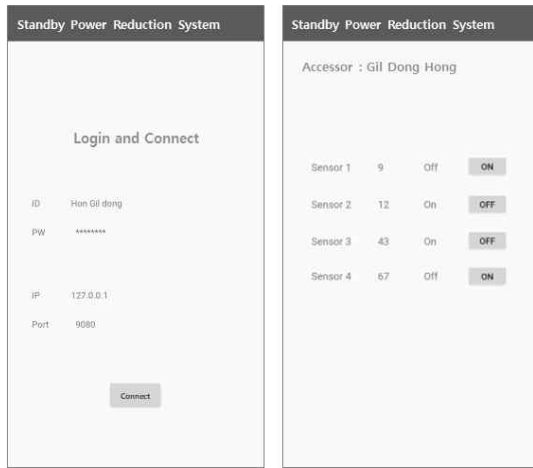 Standby Power Reduction System
Login and Connect
ID Hon Gil dong
PW ********
IP 127.0.0.1
Port 9080
Connect
Standby Power Reduction System
Accessor : Gil Dong Hong
Sensor 1 9 Off ON
Sensor 2 12 On OFF
Sensor 3 43 On OFF
Sensor 4 67 Off ON